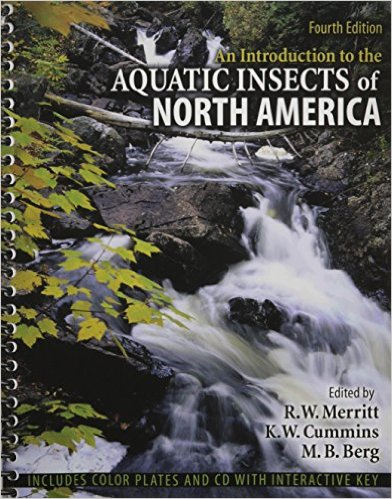 Fourth Edition
An Introduction to the
AQUATIC INSECTS of
NORTH AMERICA
Edited by
R.W. Merritt
K.W. Cummins
M. B. Berg
INCLUDES COLOR PLATES AND CD WITH INTERACTIVE KEY